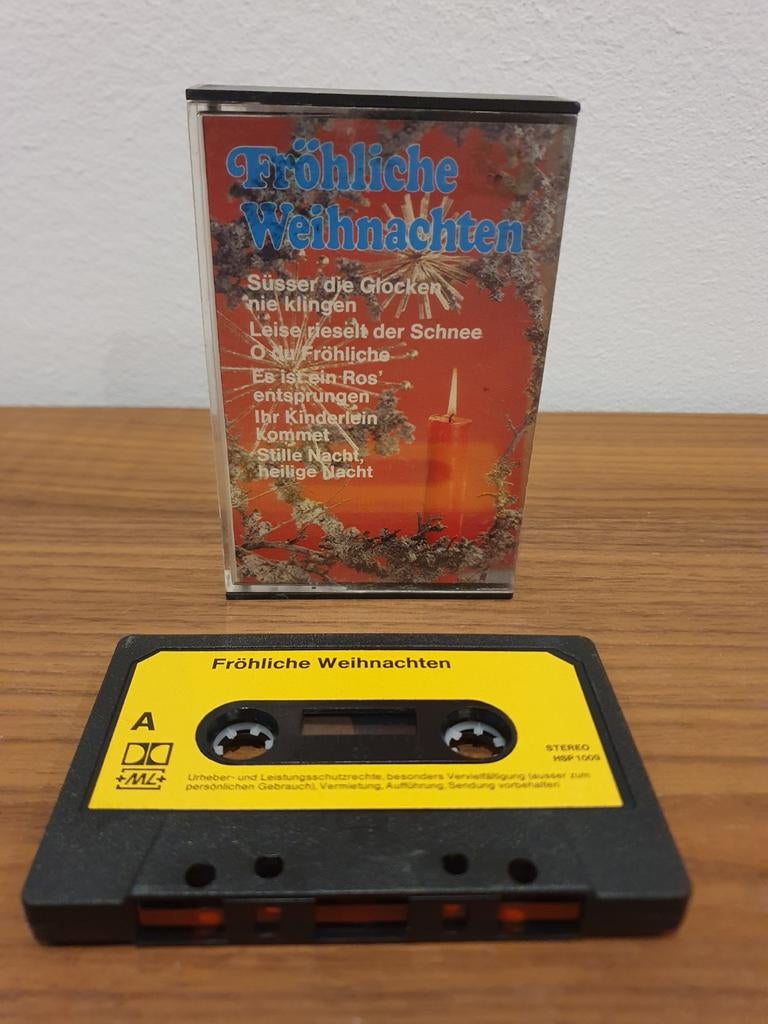 Fröhliche
Weihnachten
Süsser die Glocken
nie klingen
Leise rieselt der Schnee
O du Fröhliche
Es ist ein Ros'
entsprungen
Ihr Kinderlein
kommet
Stille Nacht,
heilige Nacht
Fröhliche Weihnachten
A
STEREO
HSP 1009
Urheber- und Leistungsschutzrechte, besonders Vervielfältigung (ausser zum
persönlichen Gebrauch), Vermietung, Aufführung, Sendung vorbehalten